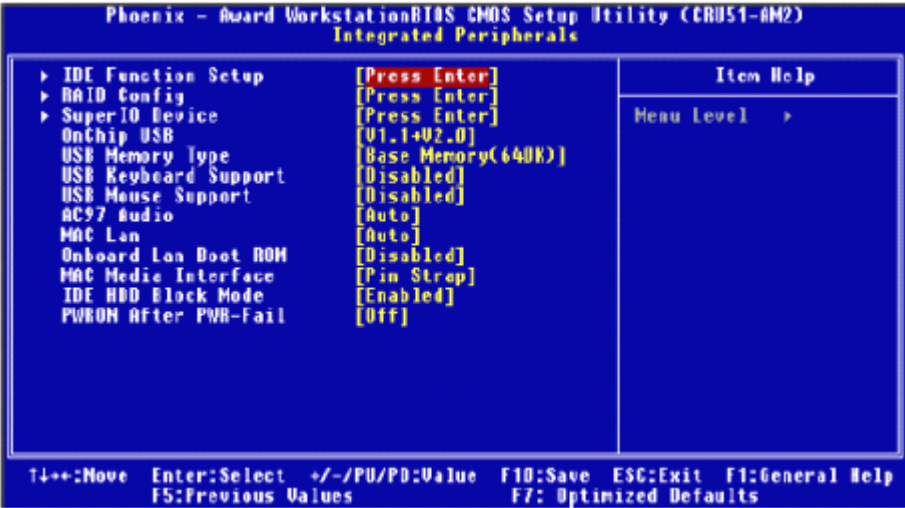 Phoenix - Award WorkstationBIOS CMOS Setup Utility (CRU51-AM2)
Integrated Peripherals
▶ IDE Function Setup [Press Enter]
▶ RAID Config [Press Enter]
▶ SuperIO Device [Press Enter]
OnChip USB [V1.1+V2.0]
USB Memory Type [Base Memory(640K)]
USB Keyboard Support [Disabled]
USB Mouse Support [Disabled]
AC97 Audio [Auto]
MAC Lan [Auto]
Onboard Lan Boot ROM [Disabled]
MAC Media Interface [Pin Strap]
IDE HDD Block Mode [Enabled]
PWRON After PWR-Fail [Off]
Item Help
Menu Level ▶
↑↓→←:Move Enter:Select +/-/PU/PD:Value F10:Save ESC:Exit F1:General Help
F5:Previous Values F7: Optimized Defaults